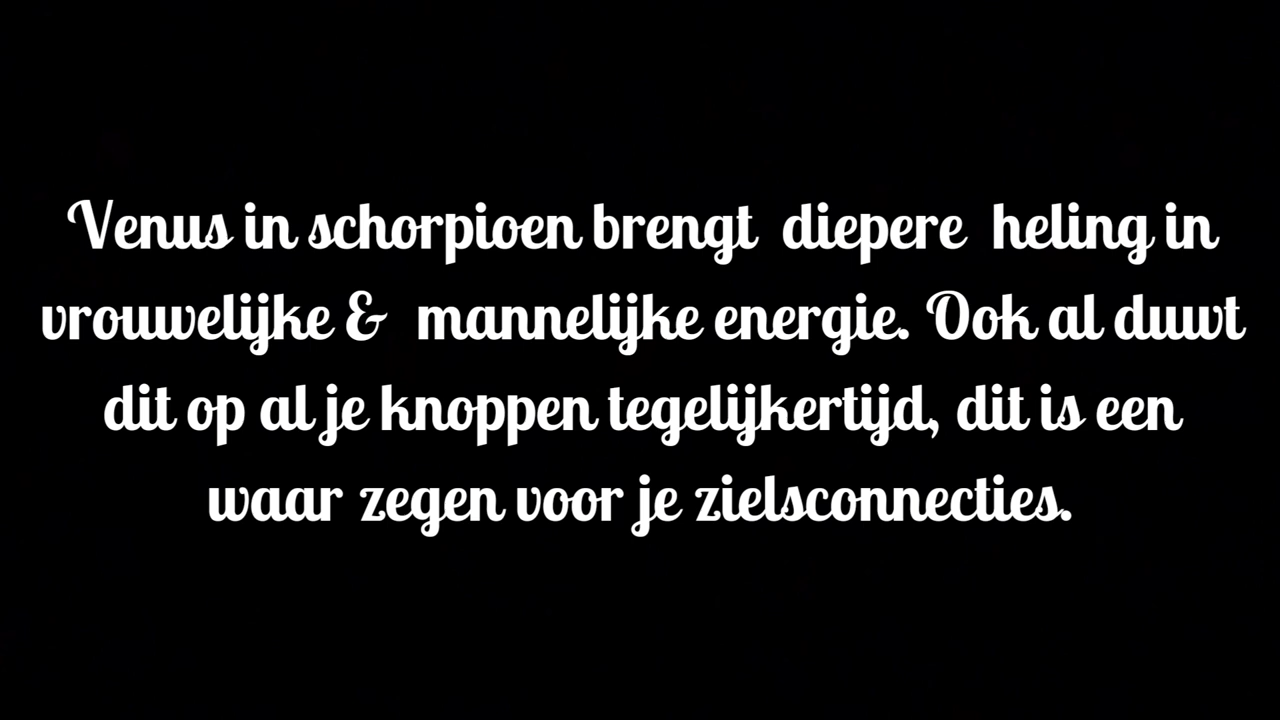 Venus in schorpioen brengt diepere heling in
vrouwelijke & mannelijke energie. Ook al duwt
dit op al je knoppen tegelijkertijd, dit is een
waar zegen voor je zielsconnecties.